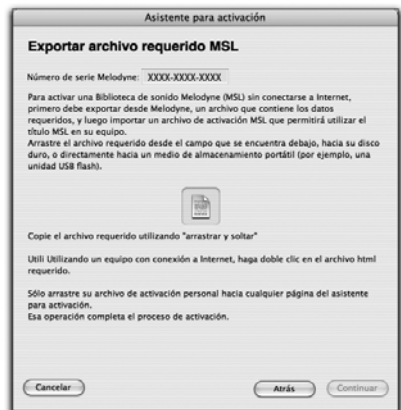 Asistente para activación
Exportar archivo requerido MSL
Número de serie Melodyne: XXXX-XXXX-XXXX
Para activar una Biblioteca de sonido Melodyne (MSL) sin conectarse a Internet,
primero debe exportar desde Melodyne, un archivo que contiene los datos
requeridos, y luego importar un archivo de activación MSL que permitirá utilizar el
título MSL en su equipo.
Arrastre el archivo requerido desde el campo que se encuentra debajo, hacia su disco
duro, o directamente hacia un medio de almacenamiento portátil (por ejemplo, una
unidad USB flash).
Copie el archivo requerido utilizando "arrastrar y soltar"
Utili Utilizando un equipo con conexión a Internet, haga doble clic en el archivo html
requerido.
Sólo arrastre su archivo de activación personal hacia cualquier página del asistente
para activación.
Esa operación completa el proceso de activación.
Cancelar
Atrás
Continuar